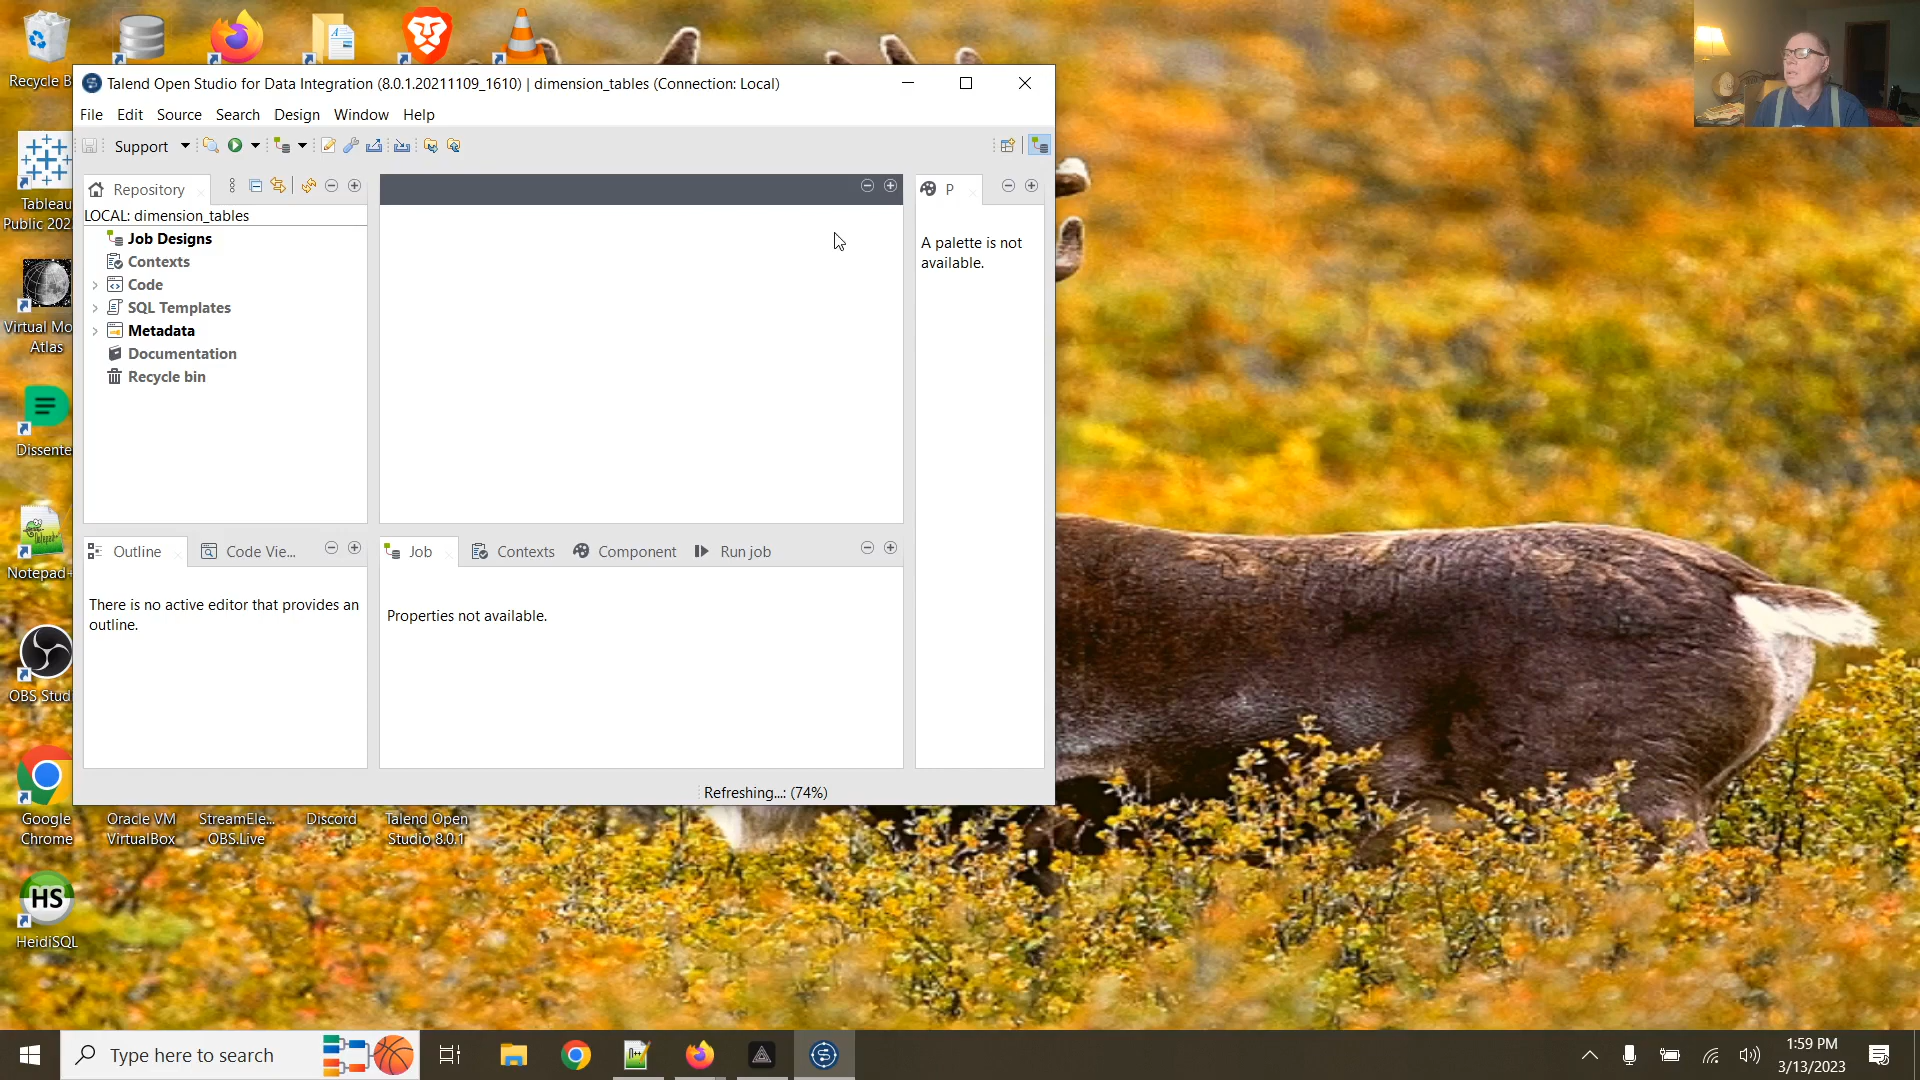 Recycle B
Talend Open Studio for Data Integration (8.0.1.20211109_1610) | dimension_tables (Connection: Local)
File Edit Source Search Design Window Help
Support
Repository
P
LOCAL: dimension_tables
Job Designs
Contexts
Code
SQL Templates
Metadata
Documentation
Recycle bin
A palette is not
available.
Outline
Code Vie...
Job
Contexts
Component
Run job
There is no active editor that provides an
outline.
Properties not available.
Refreshing...: (74%)
Tableau
Public 202
Virtual Mo
Atlas
Dissente
Notepad+
OBS Stud
Google
Chrome
Oracle VM
VirtualBox
StreamEle...
OBS.Live
Discord
Talend Open
Studio 8.0.1
HS
HeidiSQL
Type here to search
1:59 PM
3/13/2023